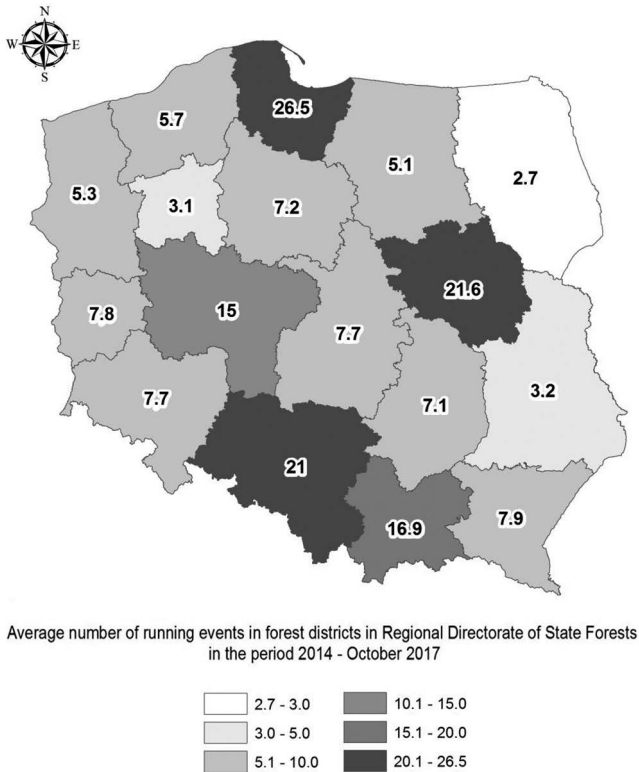 N
W E
S
26.5
5.7
5.1
2.7
5.3
3.1
7.2
21.6
7.8
15
7.7
3.2
7.7
7.1
21
16.9
7.9
Average number of running events in forest districts in Regional Directorate of State Forests
in the period 2014 - October 2017
2.7 - 3.0
10.1 - 15.0
3.0 - 5.0
15.1 - 20.0
5.1 - 10.0
20.1 - 26.5